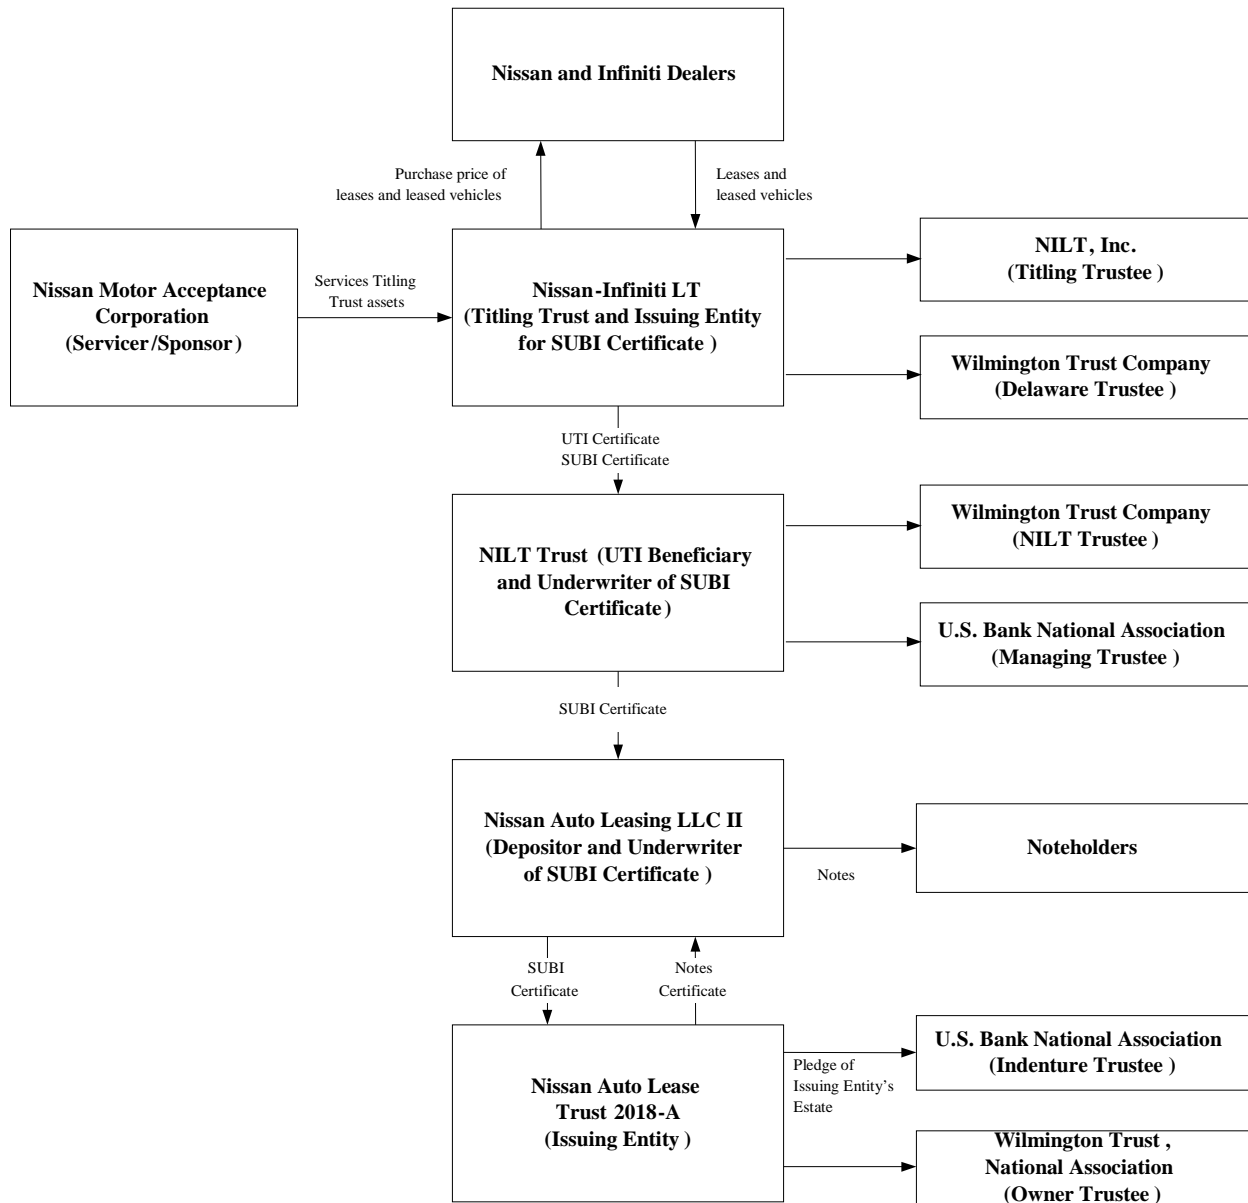 Nissan and Infiniti Dealers
Purchase price of
leases and leased vehicles
Leases and
leased vehicles
Nissan Motor Acceptance
Corporation
(Servicer/Sponsor)
Services Titling
Trust assets
Nissan-Infiniti LT
(Titling Trust and Issuing Entity
for SUBI Certificate )
NILT, Inc.
(Titling Trustee )
Wilmington Trust Company
(Delaware Trustee )
UTI Certificate
SUBI Certificate
NILT Trust (UTI Beneficiary
and Underwriter of SUBI
Certificate)
Wilmington Trust Company
(NILT Trustee )
U.S. Bank National Association
(Managing Trustee )
SUBI Certificate
Nissan Auto Leasing LLC II
(Depositor and Underwriter
of SUBI Certificate )
Notes
Noteholders
SUBI
Certificate
Notes
Certificate
Nissan Auto Lease
Trust 2018-A
(Issuing Entity )
Pledge of
Issuing Entity's
Estate
U.S. Bank National Association
(Indenture Trustee )
Wilmington Trust ,
National Association
(Owner Trustee )